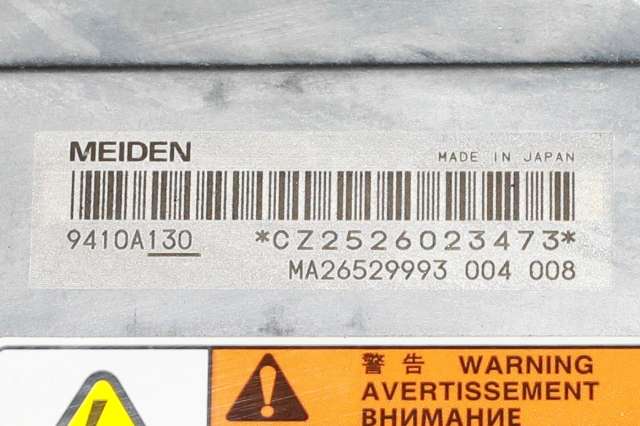 MEIDEN MADE IN JAPAN
9410A130 *CZ2526023473*
MA26529993 004 008
警告 WARNING
AVERTISSEMENT
ВНИМАНИЕ